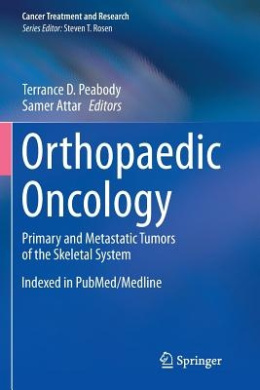 Cancer Treatment and Research
Series Editor: Steven T. Rosen
Terrance D. Peabody
Samer Attar Editors
Orthopaedic
Oncology
Primary and Metastatic Tumors
of the Skeletal System
Indexed in PubMed/Medline
Springer